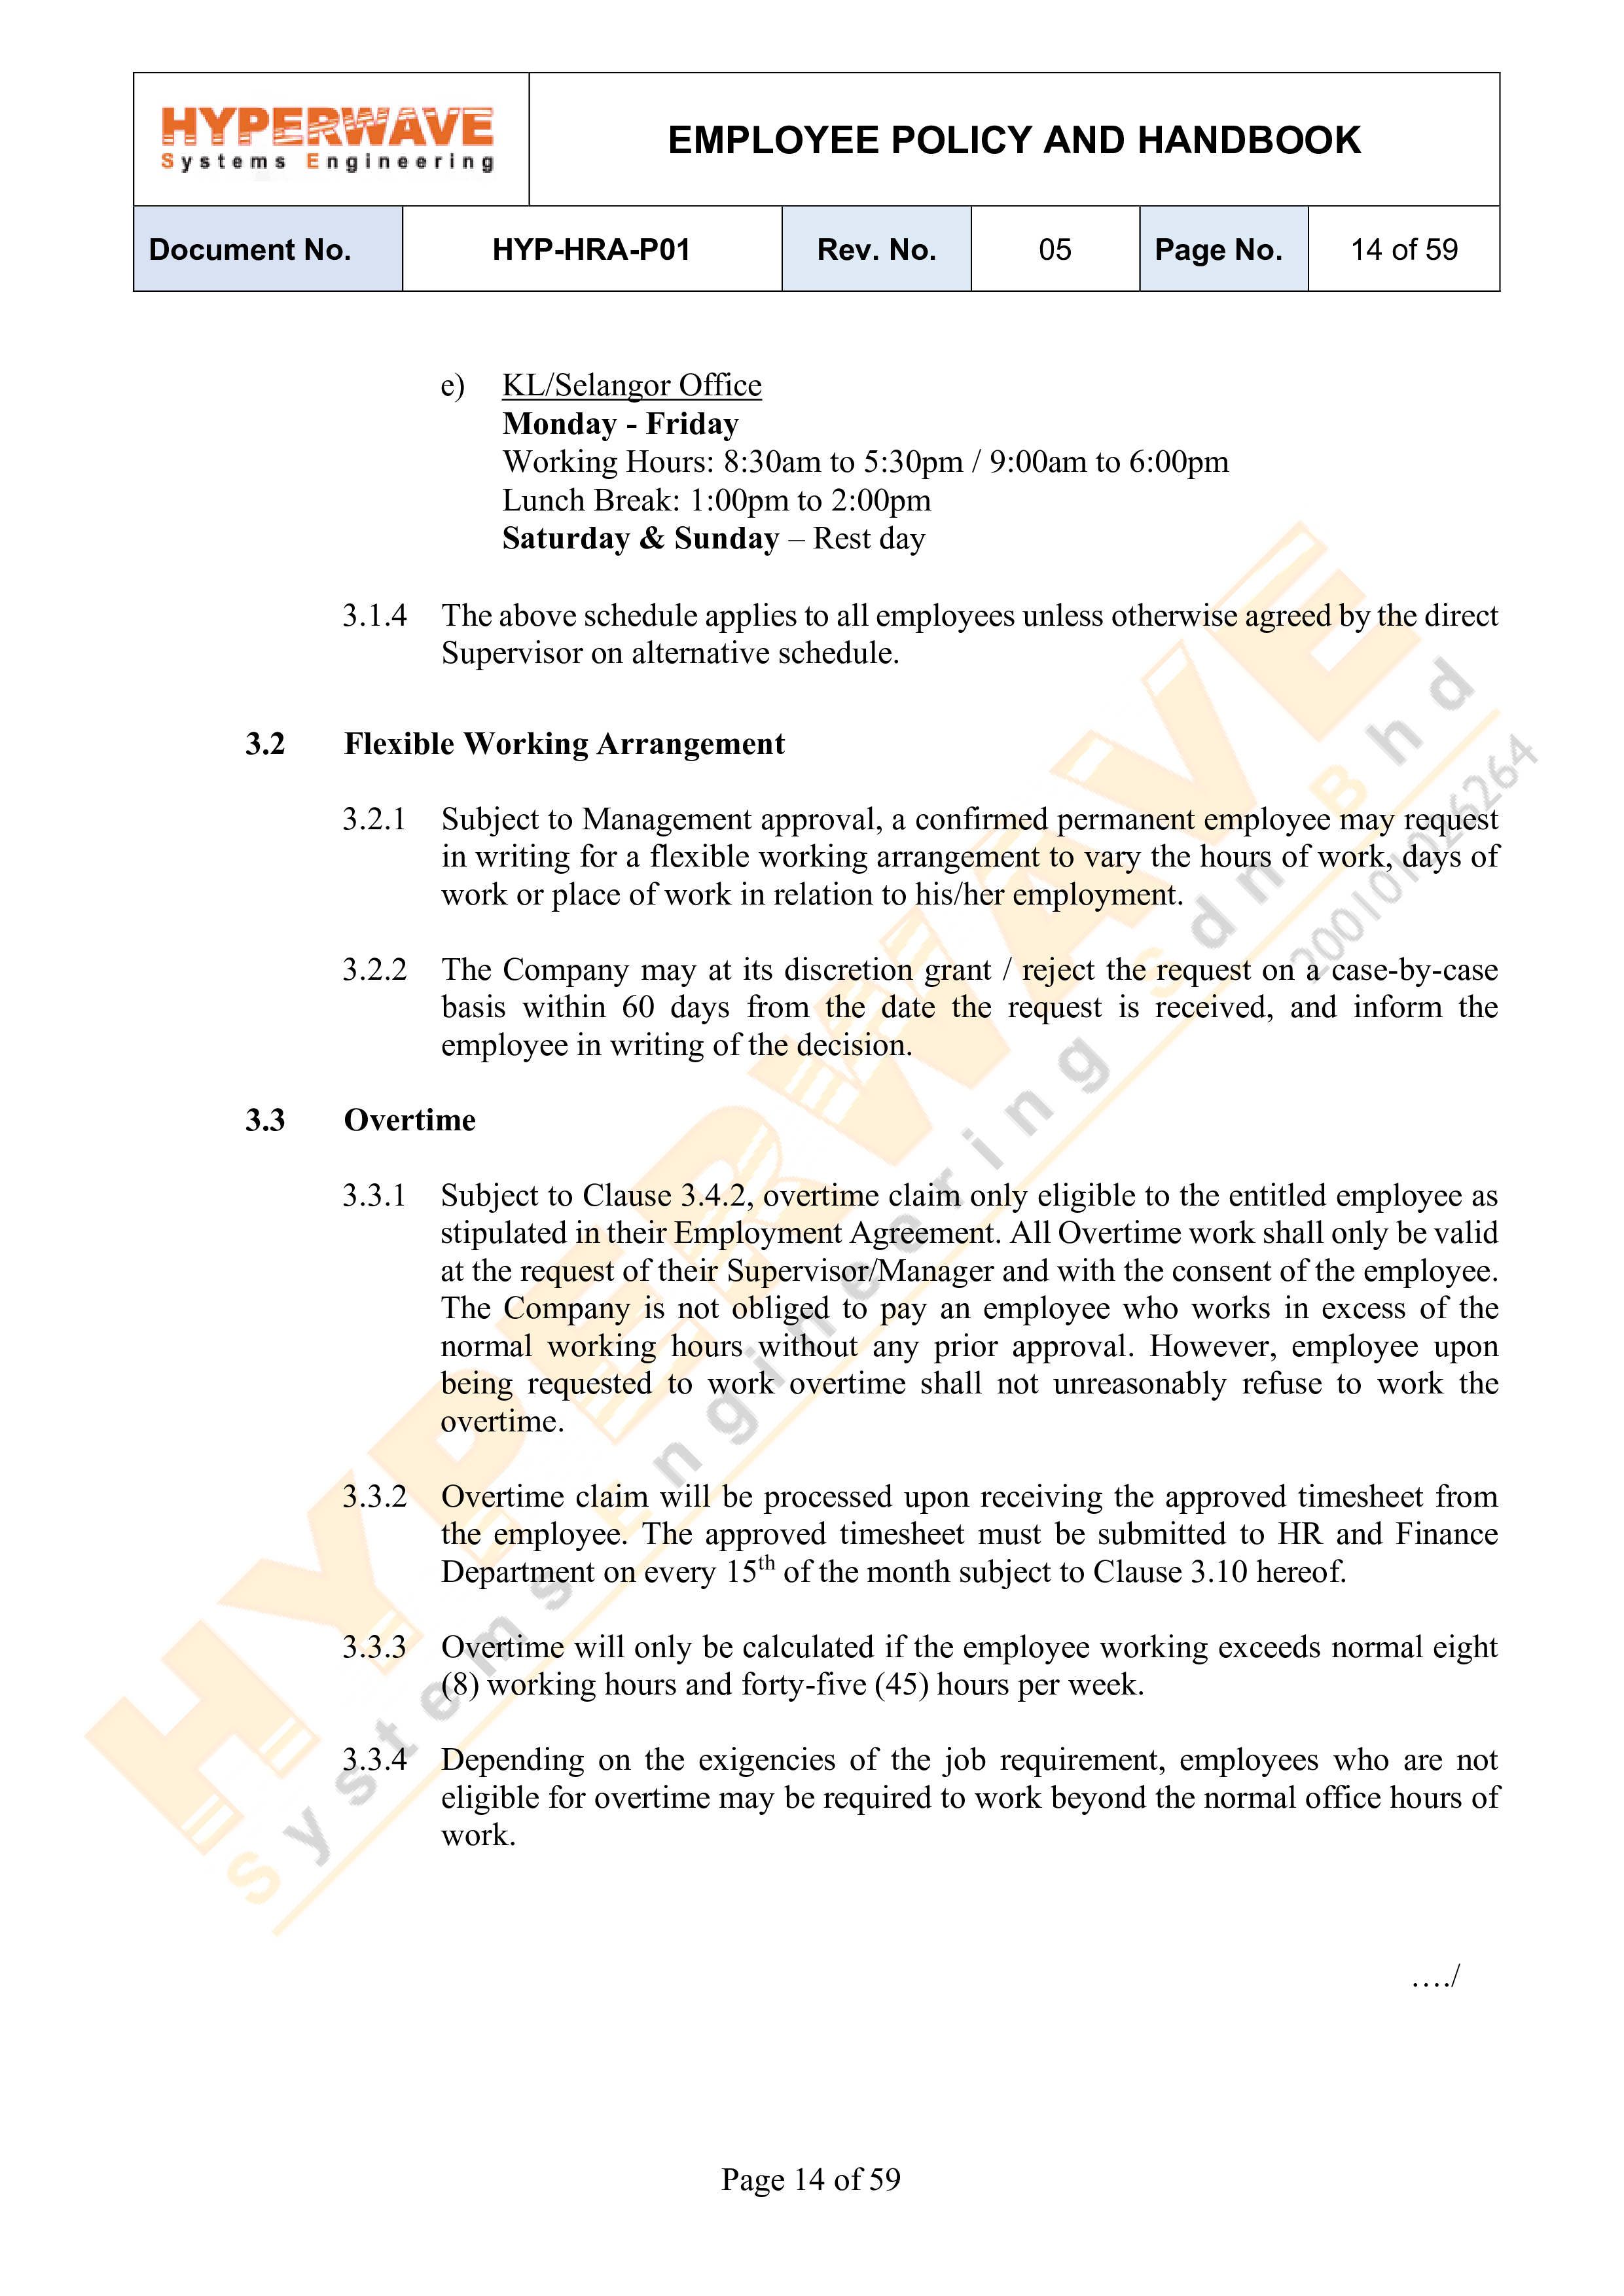 HYPERWAVE
Systems Engineering
EMPLOYEE POLICY AND HANDBOOK
Document No. HYP-HRA-P01 Rev. No. 05 Page No. 14 of 59
e) KL/Selangor Office
Monday - Friday
Working Hours: 8:30am to 5:30pm / 9:00am to 6:00pm
Lunch Break: 1:00pm to 2:00pm
Saturday & Sunday – Rest day
3.1.4 The above schedule applies to all employees unless otherwise agreed by the direct
Supervisor on alternative schedule.
3.2 Flexible Working Arrangement
3.2.1 Subject to Management approval, a confirmed permanent employee may request
in writing for a flexible working arrangement to vary the hours of work, days of
work or place of work in relation to his/her employment.
3.2.2 The Company may at its discretion grant / reject the request on a case-by-case
basis within 60 days from the date the request is received, and inform the
employee in writing of the decision.
3.3 Overtime
3.3.1 Subject to Clause 3.4.2, overtime claim only eligible to the entitled employee as
stipulated in their Employment Agreement. All Overtime work shall only be valid
at the request of their Supervisor/Manager and with the consent of the employee.
The Company is not obliged to pay an employee who works in excess of the
normal working hours without any prior approval. However, employee upon
being requested to work overtime shall not unreasonably refuse to work the
overtime.
3.3.2 Overtime claim will be processed upon receiving the approved timesheet from
the employee. The approved timesheet must be submitted to HR and Finance
Department on every 15th of the month subject to Clause 3.10 hereof.
3.3.3 Overtime will only be calculated if the employee working exceeds normal eight
(8) working hours and forty-five (45) hours per week.
3.3.4 Depending on the exigencies of the job requirement, employees who are not
eligible for overtime may be required to work beyond the normal office hours of
work.
…./
Page 14 of 59
HYPERWAVE
Systems Engineering Sdn Bhd
200101026264